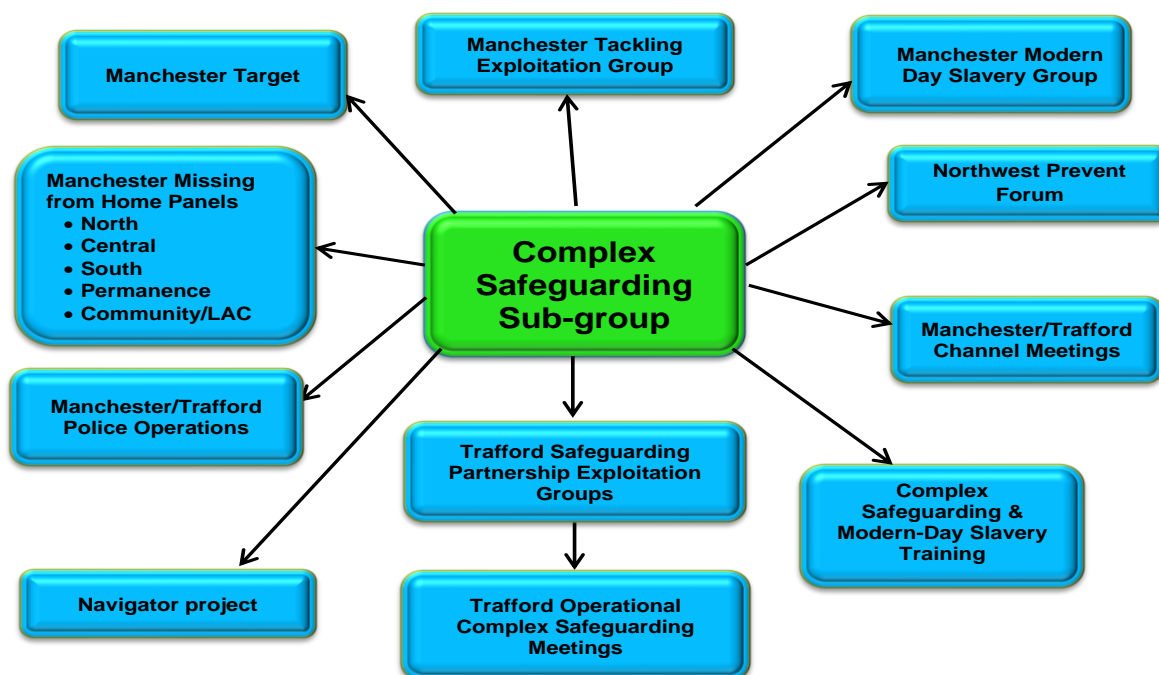 Manchester Target
Manchester Tackling
Exploitation Group
Manchester Modern
Day Slavery Group
Manchester Missing
from Home Panels
• North
• Central
• South
• Permanence
• Community/LAC
Complex
Safeguarding
Sub-group
Northwest Prevent
Forum
Manchester/Trafford
Channel Meetings
Manchester/Trafford
Police Operations
Trafford Safeguarding
Partnership Exploitation
Groups
Complex
Safeguarding &
Modern-Day Slavery
Training
Navigator project
Trafford Operational
Complex Safeguarding
Meetings